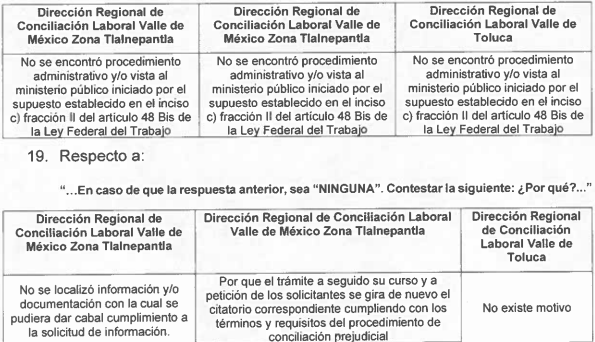 Dirección Regional de
Conciliación Laboral Valle de
México Zona Tlalnepantla
Dirección Regional de
Conciliación Laboral Valle de
México Zona Tlalnepantla
Dirección Regional de
Conciliación Laboral Valle de
Toluca
No se encontró procedimiento
administrativo y/o vista al
ministerio público iniciado por el
supuesto establecido en el inciso
c) fracción II del artículo 48 Bis de
la Ley Federal del Trabajo
No se encontró procedimiento
administrativo y/o vista al
ministerio público iniciado por el
supuesto establecido en el inciso
c) fracción II del artículo 48 Bis de
la Ley Federal del Trabajo
No se encontró procedimiento
administrativo y/o vista al
ministerio público iniciado por el
supuesto establecido en el inciso
c) fracción II del artículo 48 Bis de
la Ley Federal del Trabajo
19. Respecto a:
"...En caso de que la respuesta anterior, sea "NINGUNA". Contestar la siguiente: ¿Por qué?..."
Dirección Regional de
Conciliación Laboral Valle de
México Zona Tlalnepantla
Dirección Regional de Conciliación Laboral
Valle de México Zona Tlalnepantla
Dirección Regional
de Conciliación
Laboral Valle de
Toluca
No se localizó información y/o
documentación con la cual se
pudiera dar cabal cumplimiento a
la solicitud de información.
Por que el trámite a seguido su curso y a
petición de los solicitantes se gira de nuevo el
citatorio correspondiente cumpliendo con los
términos y requisitos del procedimiento de
conciliación prejudicial
No existe motivo